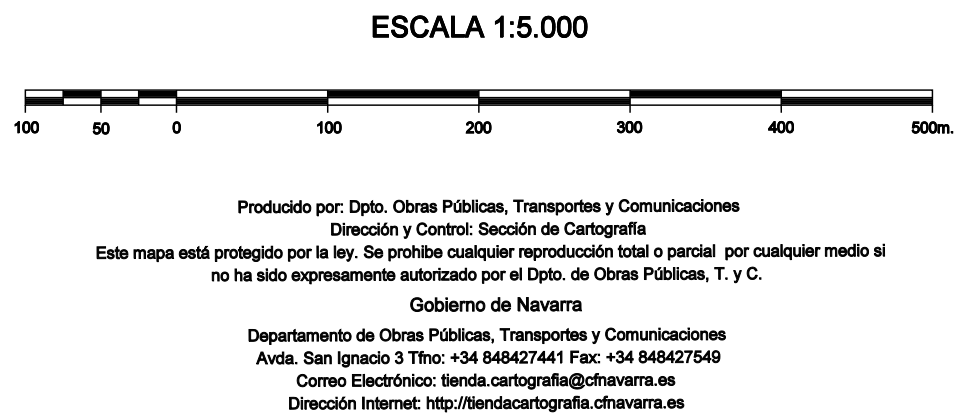 ESCALA 1:5.000
100 50 0 100 200 300 400 500m.
Producido por: Dpto. Obras Públicas, Transportes y Comunicaciones
Dirección y Control: Sección de Cartografía
Este mapa está protegido por la ley. Se prohibe cualquier reproducción total o parcial por cualquier medio si
no ha sido expresamente autorizado por el Dpto. de Obras Públicas, T. y C.
Gobierno de Navarra
Departamento de Obras Públicas, Transportes y Comunicaciones
Avda. San Ignacio 3 Tfno: +34 848427441 Fax: +34 848427549
Correo Electrónico: tienda.cartografia@cfnavarra.es
Dirección Internet: http://tiendacartografia.cfnavarra.es